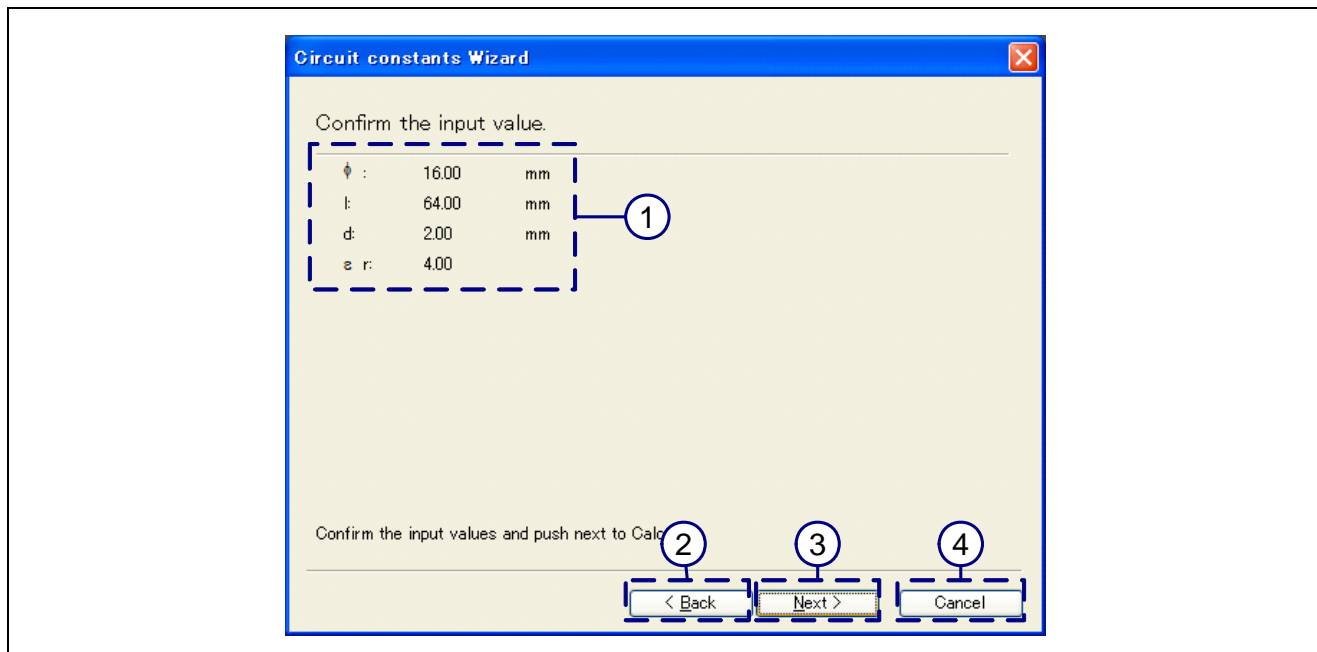 Circuit constants Wizard
Confirm the input value.
ϕ : 16.00 mm
l: 64.00 mm
d: 2.00 mm
ε r: 4.00
1
Confirm the input values and push next to
2
3
4
< Back
Next >
Cancel